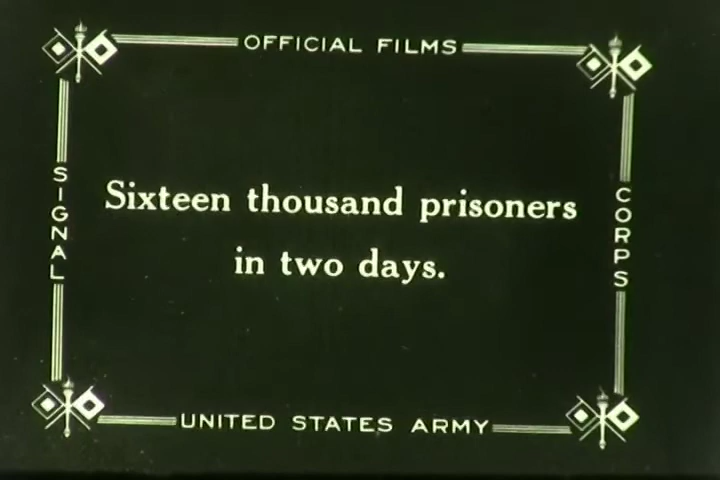 OFFICIAL FILMS
SIGNAL
Sixteen thousand prisoners
in two days.
CORPS
UNITED STATES ARMY